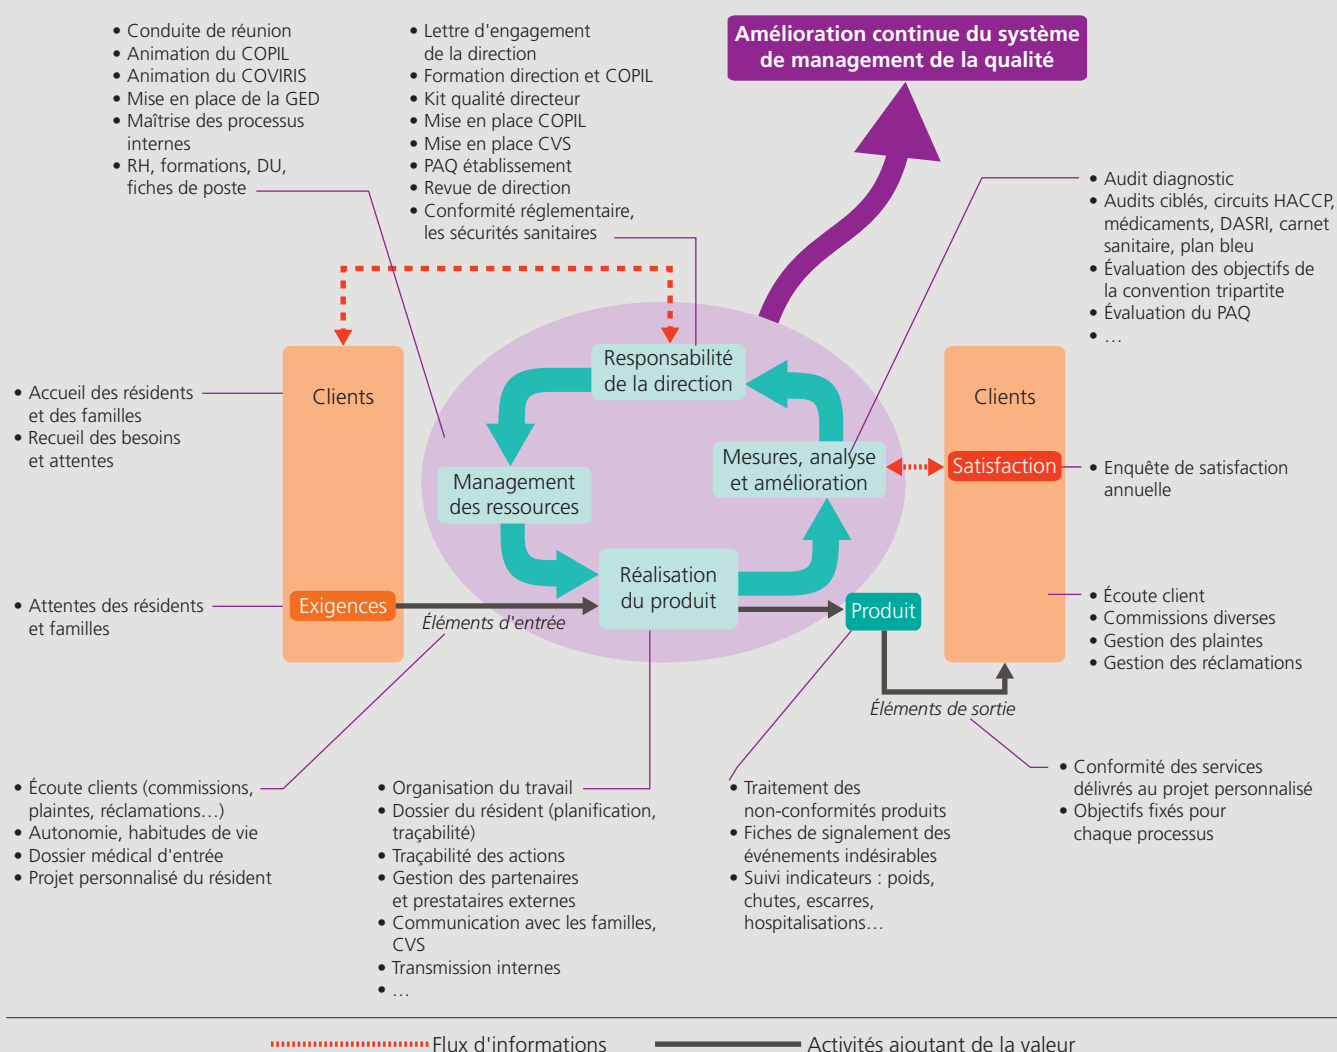 • Conduite de réunion
• Animation du COPIL
• Animation du COVIRIS
• Mise en place de la GED
• Maîtrise des processus
internes
• RH, formations, DU,
fiches de poste
• Lettre d'engagement
de la direction
• Formation direction et COPIL
• Kit qualité directeur
• Mise en place COPIL
• Mise en place CVS
• PAQ établissement
• Revue de direction
• Conformité réglementaire,
les sécurités sanitaires
Amélioration continue du système
de management de la qualité
• Audit diagnostic
• Audits ciblés, circuits HACCP,
médicaments, DASRI, carnet
sanitaire, plan bleu
• Évaluation des objectifs de
la convention tripartite
• Évaluation du PAQ
• …
• Accueil des résidents
et des familles
• Recueil des besoins
et attentes
Clients
Responsabilité
de la direction
Clients
Management
des ressources
Mesures, analyse
et amélioration
Satisfaction
• Enquête de satisfaction
annuelle
• Attentes des résidents
et familles
Exigences
Éléments d'entrée
Réalisation
du produit
Produit
Éléments de sortie
• Écoute client
• Commissions diverses
• Gestion des plaintes
• Gestion des réclamations
• Écoute clients (commissions,
plaintes, réclamations…)
• Autonomie, habitudes de vie
• Dossier médical d'entrée
• Projet personnalisé du résident
• Organisation du travail
• Dossier du résident (planification,
traçabilité)
• Traçabilité des actions
• Gestion des partenaires
et prestataires externes
• Communication avec les familles,
CVS
• Transmission internes
• …
• Traitement des
non-conformités produits
• Fiches de signalement des
événements indésirables
• Suivi indicateurs : poids,
chutes, escarres,
hospitalisations…
• Conformité des services
délivrés au projet personnalisé
• Objectifs fixés pour
chaque processus
Flux d'informations
Activités ajoutant de la valeur